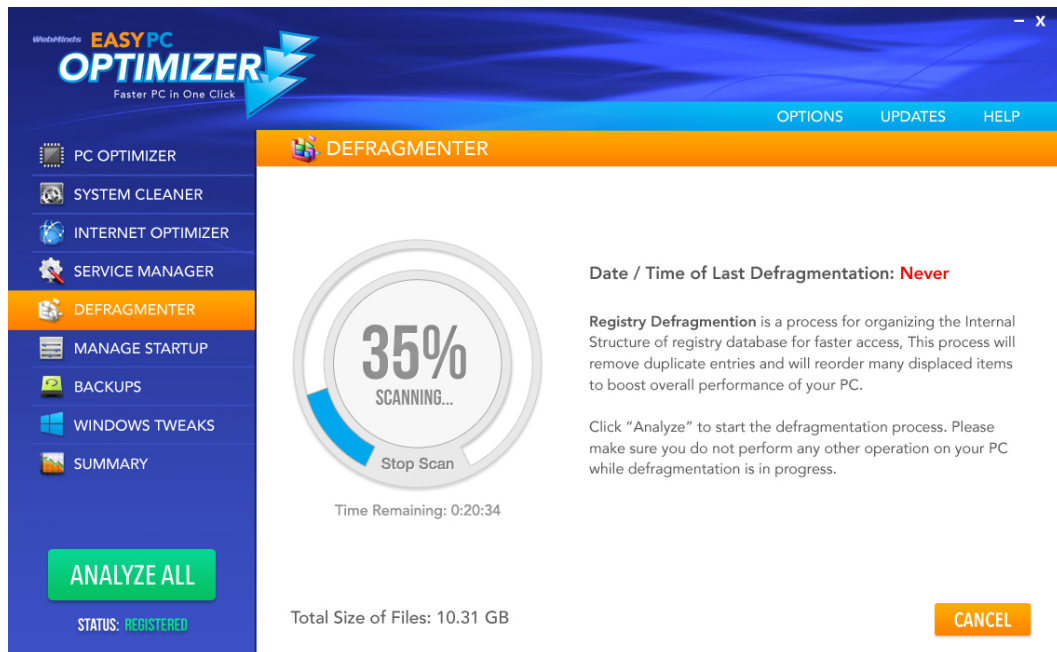 WebMinds EASY PC
OPTIMIZER
Faster PC in One Click
– X
OPTIONS UPDATES HELP
PC OPTIMIZER
SYSTEM CLEANER
INTERNET OPTIMIZER
SERVICE MANAGER
DEFRAGMENTER
MANAGE STARTUP
BACKUPS
WINDOWS TWEAKS
SUMMARY
ANALYZE ALL
STATUS: REGISTERED
DEFRAGMENTER
35%
SCANNING...
Stop Scan
Time Remaining: 0:20:34
Date / Time of Last Defragmentation: Never
Registry Defragmention is a process for organizing the Internal
Structure of registry database for faster access, This process will
remove duplicate entries and will reorder many displaced items
to boost overall performance of your PC.
Click “Analyze” to start the defragmentation process. Please
make sure you do not perform any other operation on your PC
while defragmentation is in progress.
Total Size of Files: 10.31 GB
CANCEL